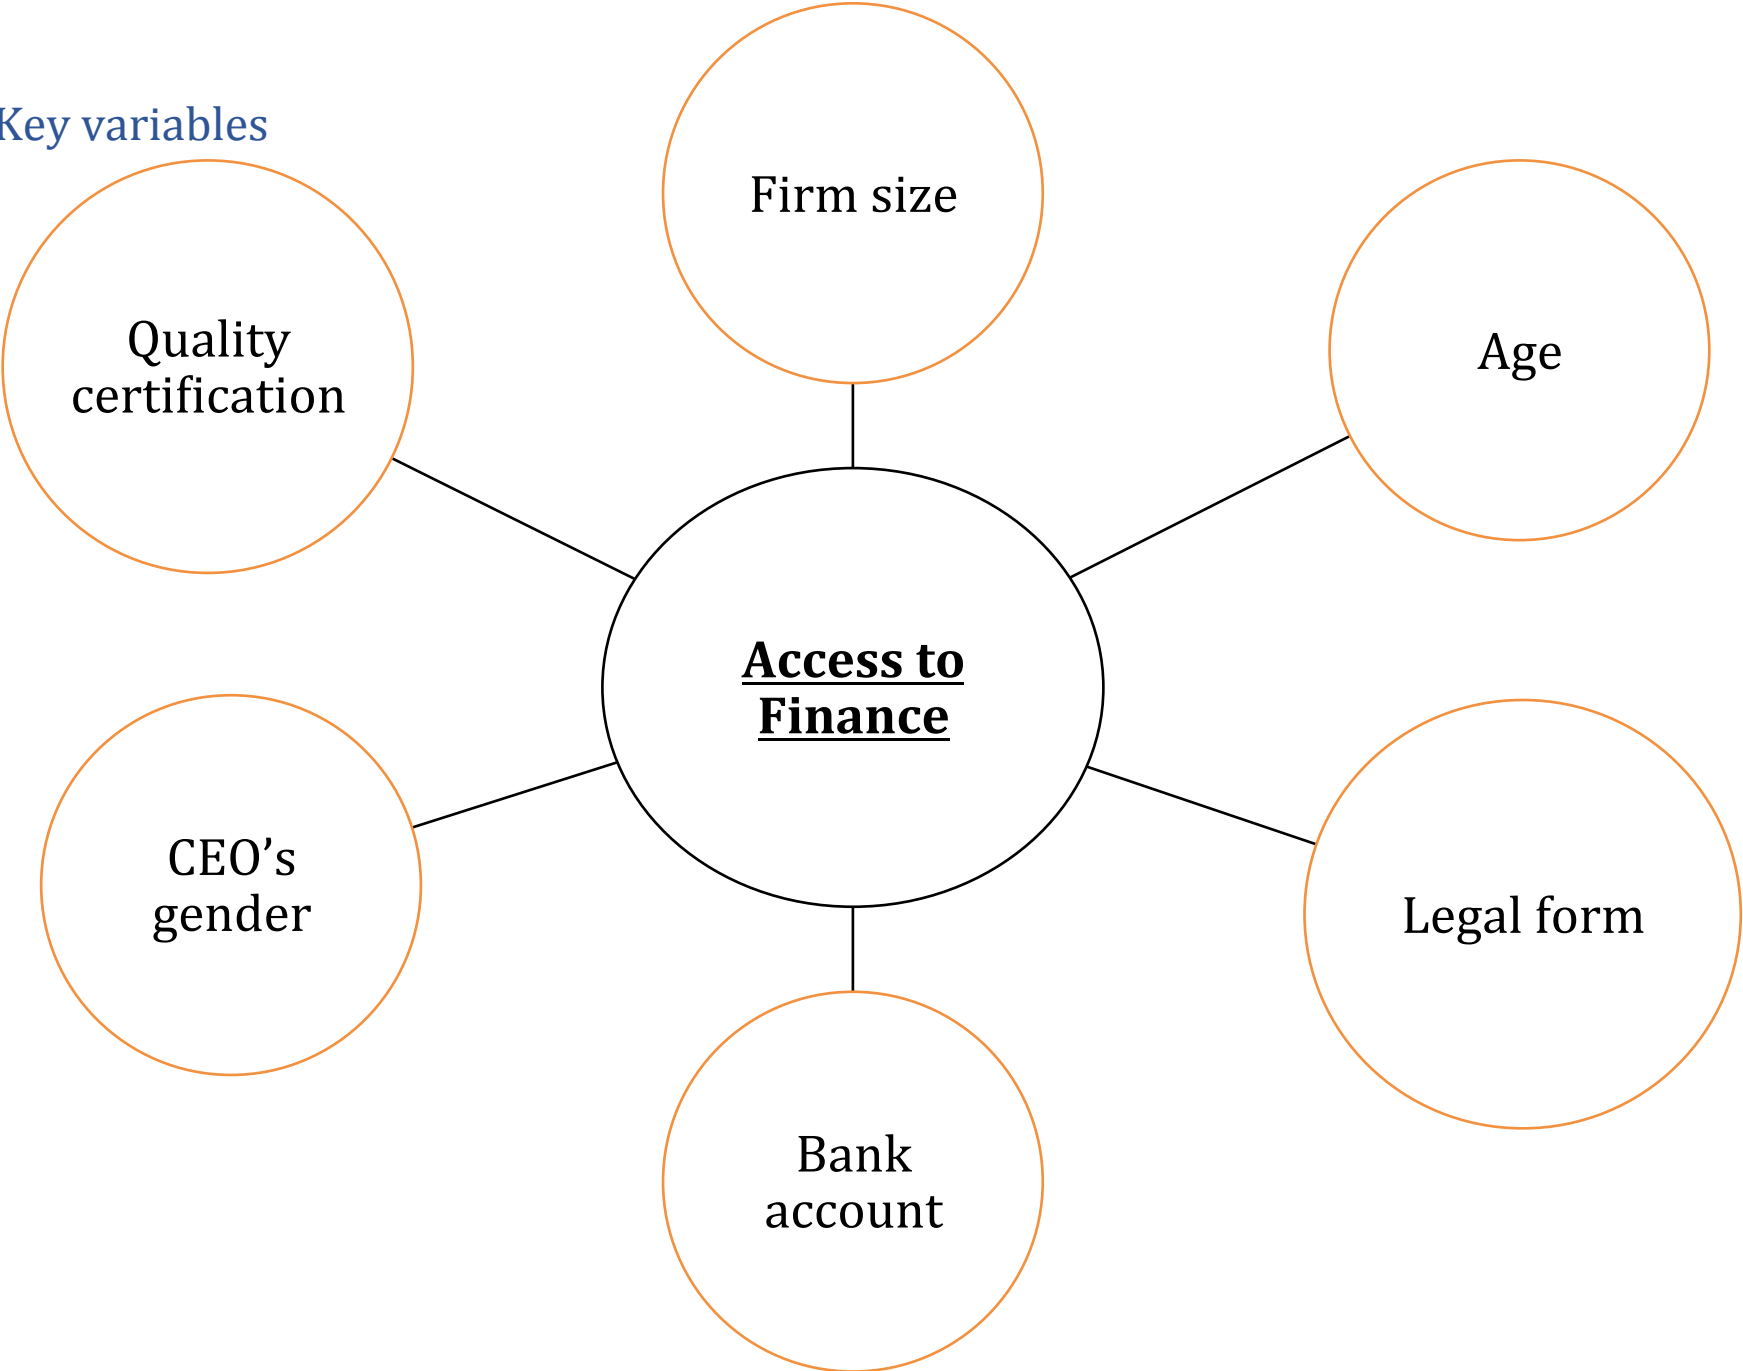 Key variables
Firm size
Age
Quality
certification
Access to
Finance
CEO’s
gender
Legal form
Bank
account